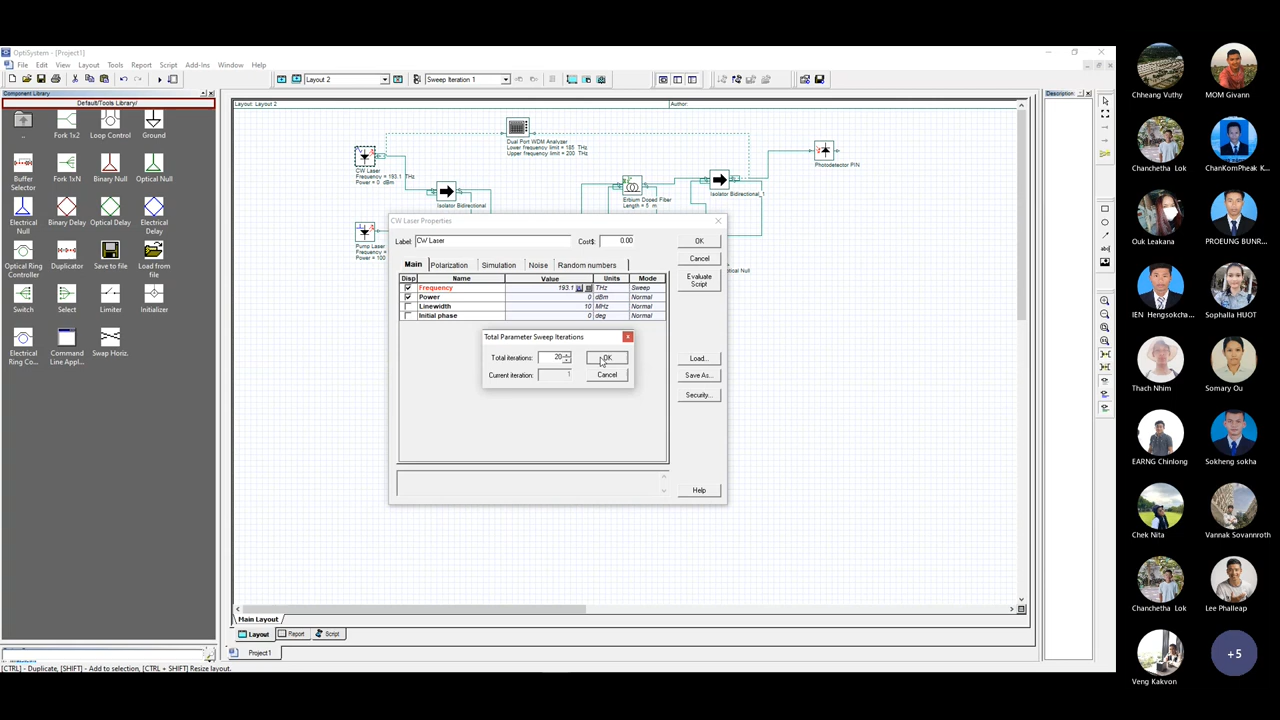 OptiSystem - [Project1]
File Edit View Layout Tools Report Script Add-Ins Window Help
Layout 2
Sweep Iteration 1
Component Library
Default/Tools Library/
..
Fork 1x2
Loop Control
Ground
Buffer
Selector
Fork 1xN
Binary Null
Optical Null
Electrical
Null
Binary Delay
Optical Delay
Electrical
Delay
Optical Ring
Controller
Duplicator
Save to file
Load from
file
Switch
Select
Limiter
Initializer
Electrical
Ring Co...
Command
Line Appl...
Swap Horiz.
Layout: Layout 2
Author:
Dual Port WDM Analyzer
Lower frequency limit = 185 THz
Upper frequency limit = 200 THz
CW Laser
Frequency = 193.1 THz
Power = 0 dBm
Isolator Bidirectional
Erbium Doped Fiber
Length = 5 m
Isolator Bidirectional_1
Photodetector PIN
Pump Laser
Power = 100
CW Laser Properties
Label: CW Laser
Cost$: 0.00
OK
Cancel
Evaluate
Script
Main Polarization Simulation Noise Random numbers
Disp Name Value Units Mode
Frequency 193.1 THz Sweep
Power 0 dBm Normal
Linewidth 10 MHz Normal
Initial phase 0 deg Normal
Total Parameter Sweep Iterations
Total iterations: 20
OK
Current iteration: 1
Cancel
Load...
Save As...
Security...
Help
Main Layout
Layout Report Script
Project1
[CTRL] - Duplicate, [SHIFT] - Add to selection, [CTRL + SHIFT] Resize layout.
Description
Chheang Vuthy
MOM Givann
Chanchetha Lok
ChanKomPheak K...
Ouk Leakana
PROEUNG BUNR...
IEN Hengsokcha...
Sophalla HUOT
Thach Nhim
Somary Ou
EARNG Chinlong
Sokheng sokha
Chek Nita
Vannak Sovannroth
Chanchetha Lok
Lee Phalleap
Veng Kakvon
+5